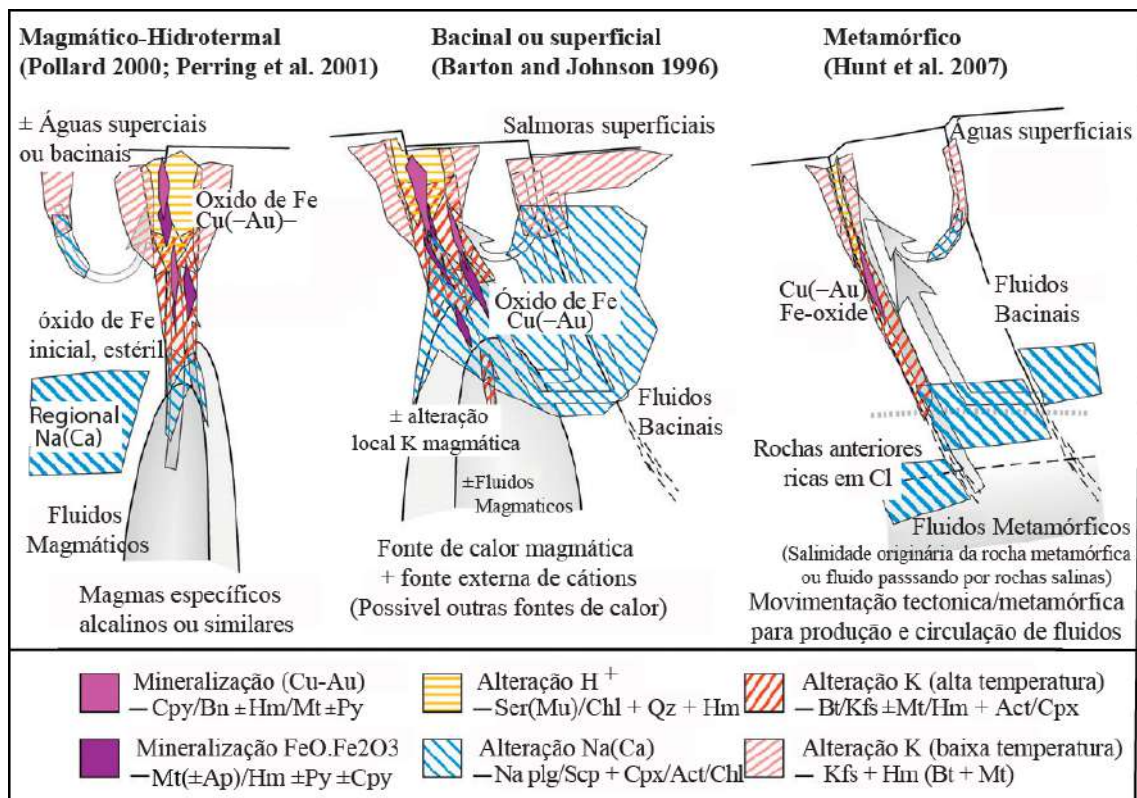 Magmático-Hidrotermal
(Pollard 2000; Perring et al. 2001)
± Águas superciais
ou bacinais
Óxido de Fe
Cu(–Au)–
óxido de Fe
inicial, estéril
Regional
Na(Ca)
Fluidos
Magmáticos
Magmas específicos
alcalinos ou similares
Bacinal ou superficial
(Barton and Johnson 1996)
Salmoras superficiais
Óxido de Fe
Cu(–Au)
± alteração
local K magmática
Fluidos
Bacinais
±Fluidos
Magmaticos
Fonte de calor magmática
+ fonte externa de cátions
(Possivel outras fontes de calor)
Metamórfico
(Hunt et al. 2007)
Águas superficiais
Cu(–Au)
Fe-oxide
Fluidos
Bacinais
Rochas anteriores
ricas em Cl
Fluidos Metamórficos
(Salinidade originária da rocha metamórfica
ou fluido passsando por rochas salinas)
Movimentação tectonica/metamórfica
para produção e circulação de fluidos
Mineralização (Cu-Au)
– Cpy/Bn ±Hm/Mt ±Py
Mineralização FeO.Fe2O3
–Mt(±Ap)/Hm ±Py ±Cpy
Alteração H +
–Ser(Mu)/Chl + Qz + Hm
Alteração Na(Ca)
–Na plg/Scp + Cpx/Act/Chl
Alteração K (alta temperatura)
–Bt/Kfs ±Mt/Hm + Act/Cpx
Alteração K (baixa temperatura)
– Kfs + Hm (Bt + Mt)